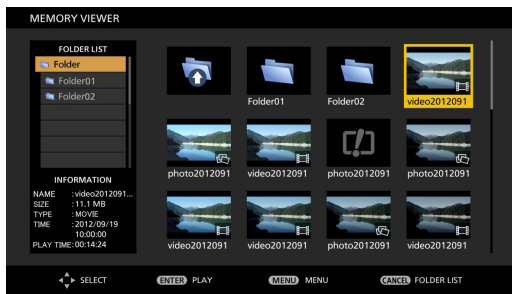 MEMORY VIEWER
FOLDER LIST
Folder
Folder01
Folder02
INFORMATION
NAME :video2012091...
SIZE :11.1 MB
TYPE :MOVIE
TIME :2012/09/19
10:00:00
PLAY TIME:00:14:24
Folder01 Folder02 video2012091
photo2012091 video2012091 photo2012091 photo2012091
video2012091 video2012091 photo2012091 video2012091
SELECT ENTER PLAY MENU MENU CANCEL FOLDER LIST